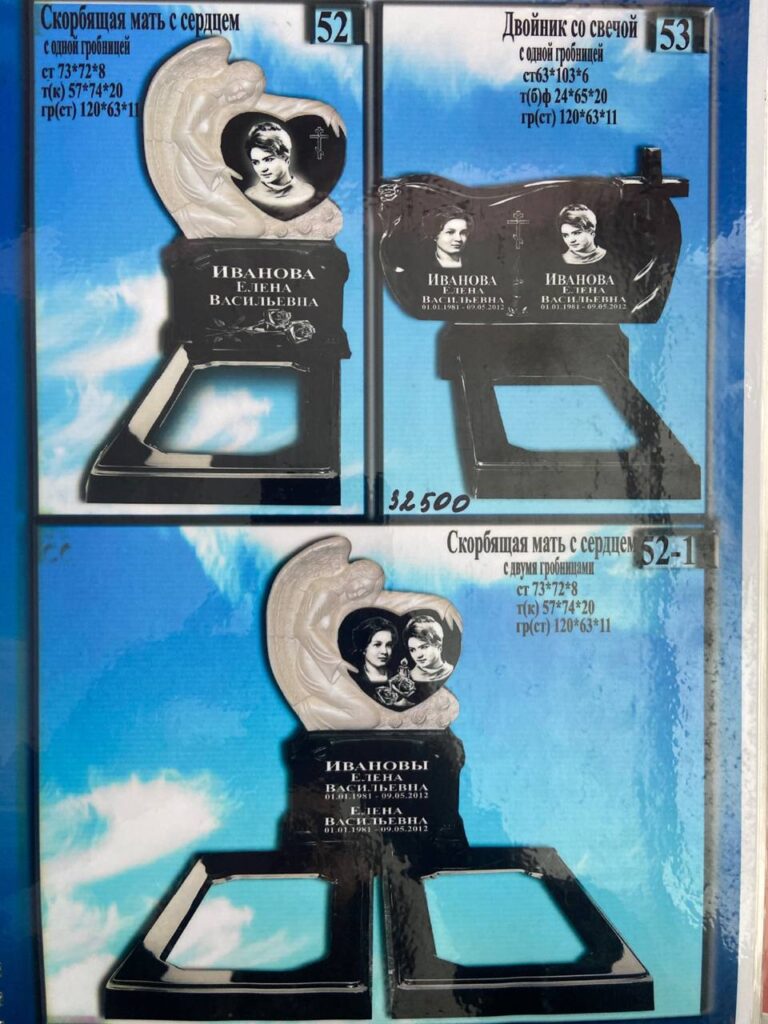 Скорбящая мать с сердцем
52
с одной гробницей
ст 73*72*8
т(к) 57*74*20
гр(ст) 120*63*11
ИВАНОВА
ЕЛЕНА
ВАСИЛЬЕВНА
Двойник со свечой
53
с одной гробницей
ст63*103*6
т(б)ф 24*65*20
гр(ст) 120*63*11
ИВАНОВА
ЕЛЕНА
ВАСИЛЬЕВНА
01.01.1981 - 09.05.2012
ИВАНОВА
ЕЛЕНА
ВАСИЛЬЕВНА
01.01.1981 - 09.05.2012
32500
Скорбящая мать с сердцем
52-1
с двумя гробницами
ст 73*72*8
т(к) 57*74*20
гр(ст) 120*63*11
ИВАНОВЫ
ЕЛЕНА
ВАСИЛЬЕВНА
01.01.1981 - 09.05.2012
ЕЛЕНА
ВАСИЛЬЕВНА
01.01.1981 - 09.05.2012